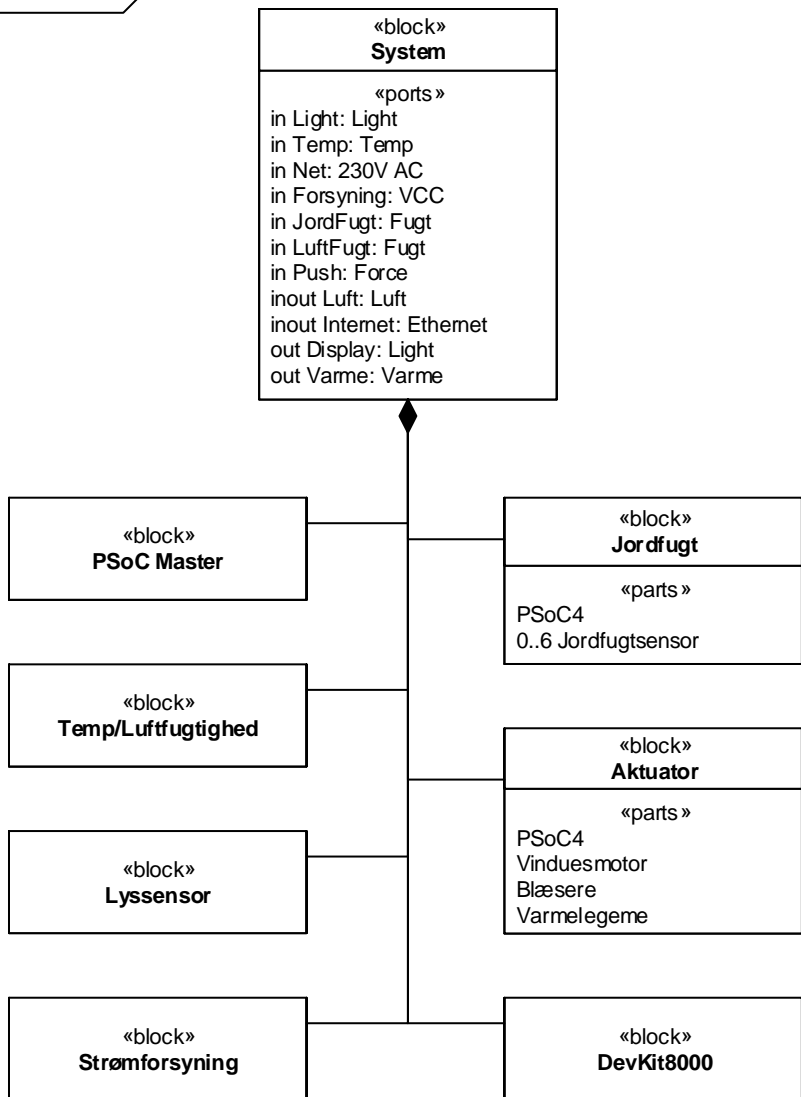 «block»
System
«ports»
in Light: Light
in Temp: Temp
in Net: 230V AC
in Forsyning: VCC
in JordFugt: Fugt
in LuftFugt: Fugt
in Push: Force
inout Luft: Luft
inout Internet: Ethernet
out Display: Light
out Varme: Varme
«block»
PSoC Master
«block»
Jordfugt
«parts»
PSoC4
0..6 Jordfugtsensor
«block»
Temp/Luftfugtighed
«block»
Aktuator
«parts»
PSoC4
Vinduesmotor
Blæsere
Varmelegeme
«block»
Lyssensor
«block»
Strømforsyning
«block»
DevKit8000